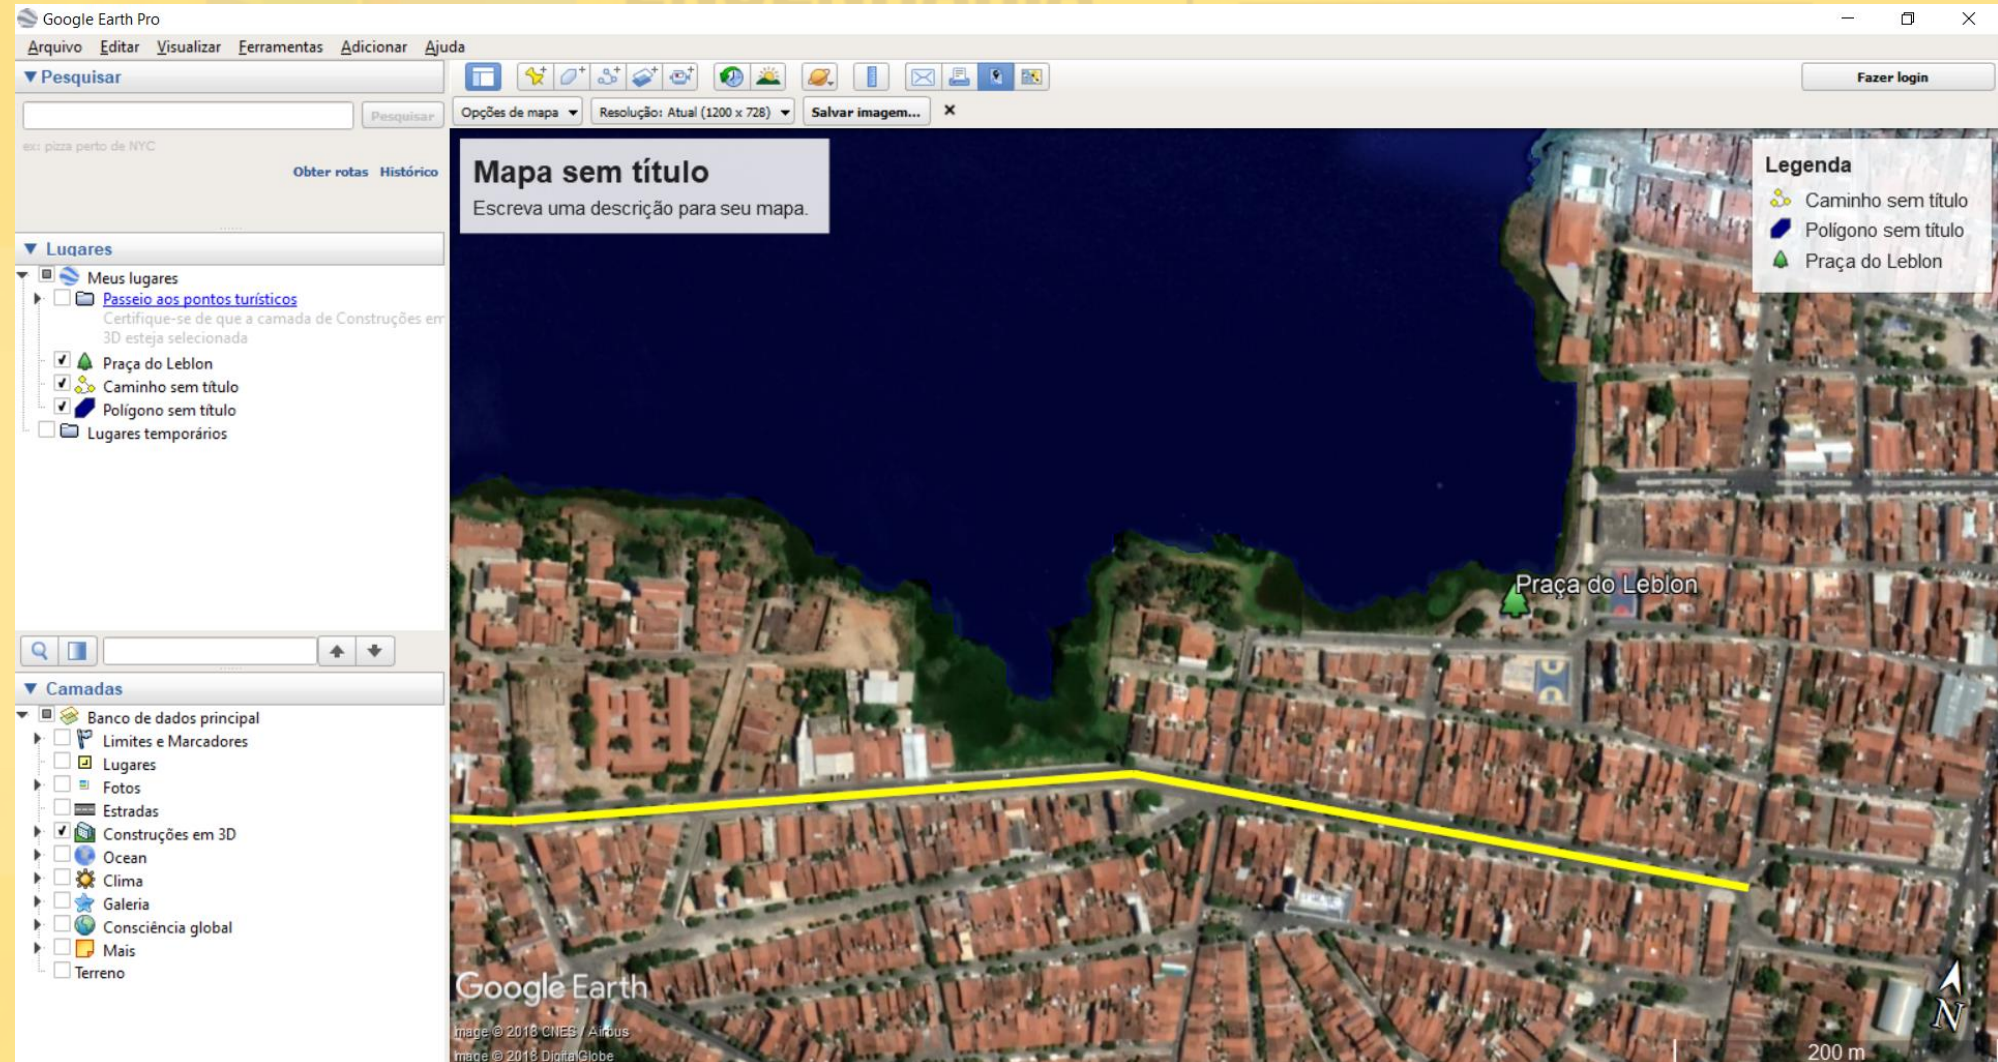 Google Earth Pro
Arquivo Editar Visualizar Ferramentas Adicionar Ajuda
Pesquisar
Pesquisar
ex: pizza perto de NYC
Obter rotas Histórico
Lugares
Meus lugares
Passeio aos pontos turísticos
Certifique-se de que a camada de Construções em
3D esteja selecionada
Praça do Leblon
Caminho sem título
Polígono sem título
Lugares temporários
Camadas
Banco de dados principal
Limites e Marcadores
Lugares
Fotos
Estradas
Construções em 3D
Ocean
Clima
Galeria
Consciência global
Mais
Terreno
Fazer login
Opções de mapa Resolução: Atual (1200 x 728) Salvar imagem...
Mapa sem título
Escreva uma descrição para seu mapa.
Legenda
Caminho sem título
Polígono sem título
Praça do Leblon
Praça do Leblon
Google Earth
Image © 2018 CNES / Airbus
Image © 2018 DigitalGlobe
N
200 m